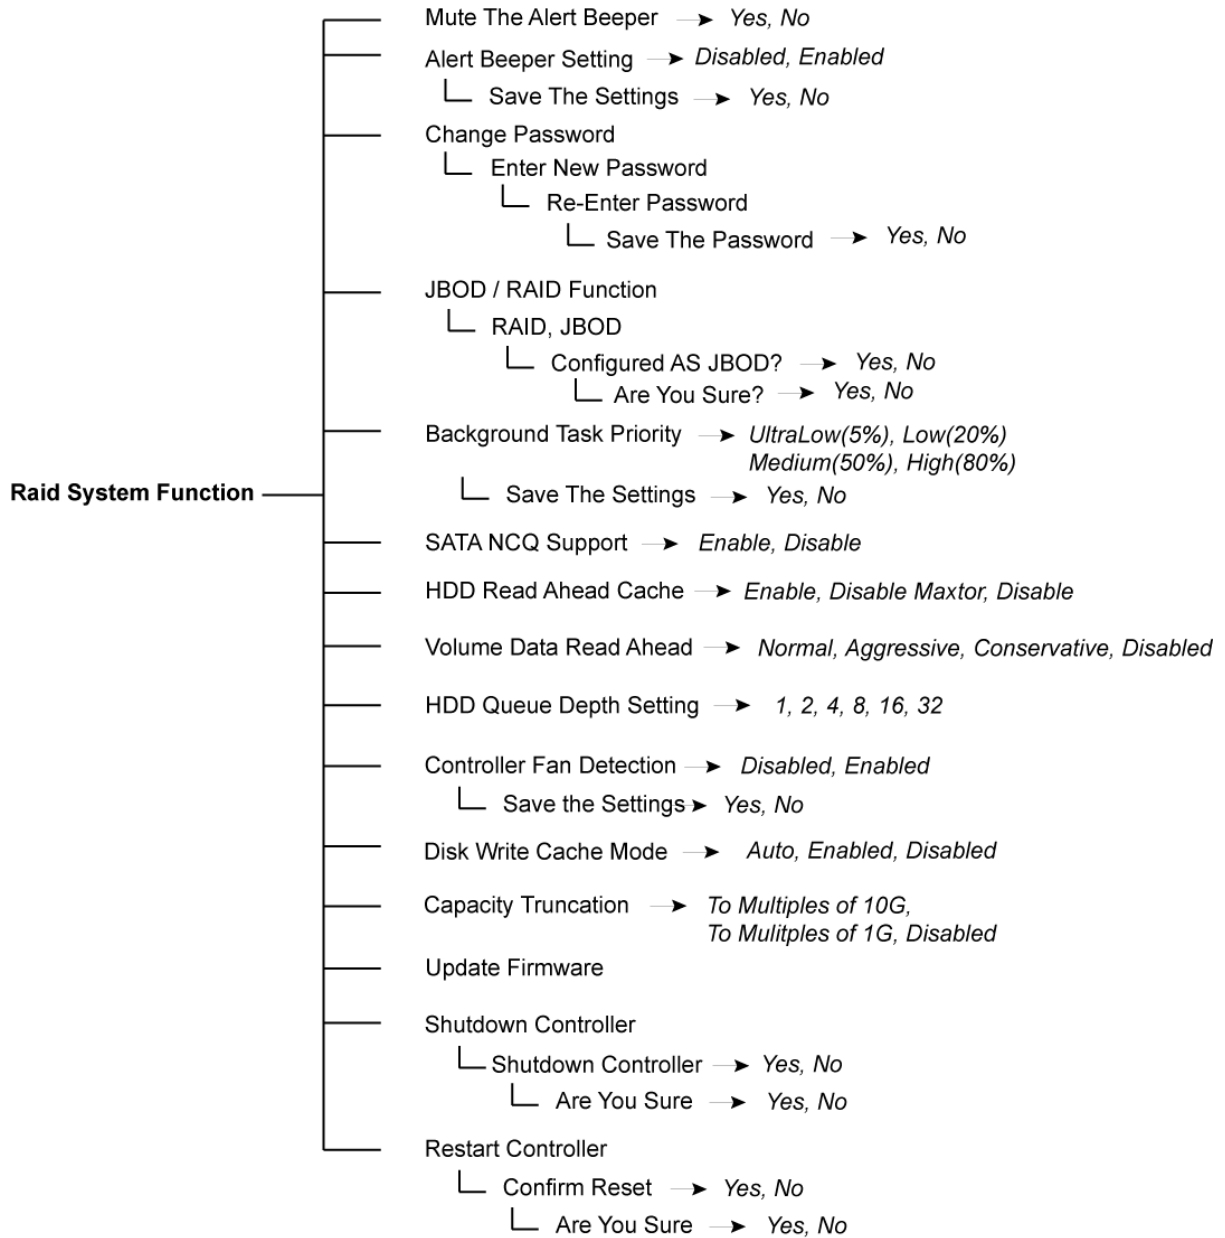 Mute The Alert Beeper Yes, No
Alert Beeper Setting Disabled, Enabled
Save The Settings Yes, No
Change Password
Enter New Password
Re-Enter Password
Save The Password Yes, No
JBOD / RAID Function
RAID, JBOD
Configured AS JBOD? Yes, No
Are You Sure? Yes, No
Background Task Priority UltraLow(5%), Low(20%)
Medium(50%), High(80%)
Raid System Function
Save The Settings Yes, No
SATA NCQ Support Enable, Disable
HDD Read Ahead Cache Enable, Disable Maxtor, Disable
Volume Data Read Ahead Normal, Aggressive, Conservative, Disabled
HDD Queue Depth Setting 1, 2, 4, 8, 16, 32
Controller Fan Detection Disabled, Enabled
Save the Settings Yes, No
Disk Write Cache Mode Auto, Enabled, Disabled
Capacity Truncation To Multiples of 10G,
To Mulitples of 1G, Disabled
Update Firmware
Shutdown Controller
Shutdown Controller Yes, No
Are You Sure Yes, No
Restart Controller
Confirm Reset Yes, No
Are You Sure Yes, No